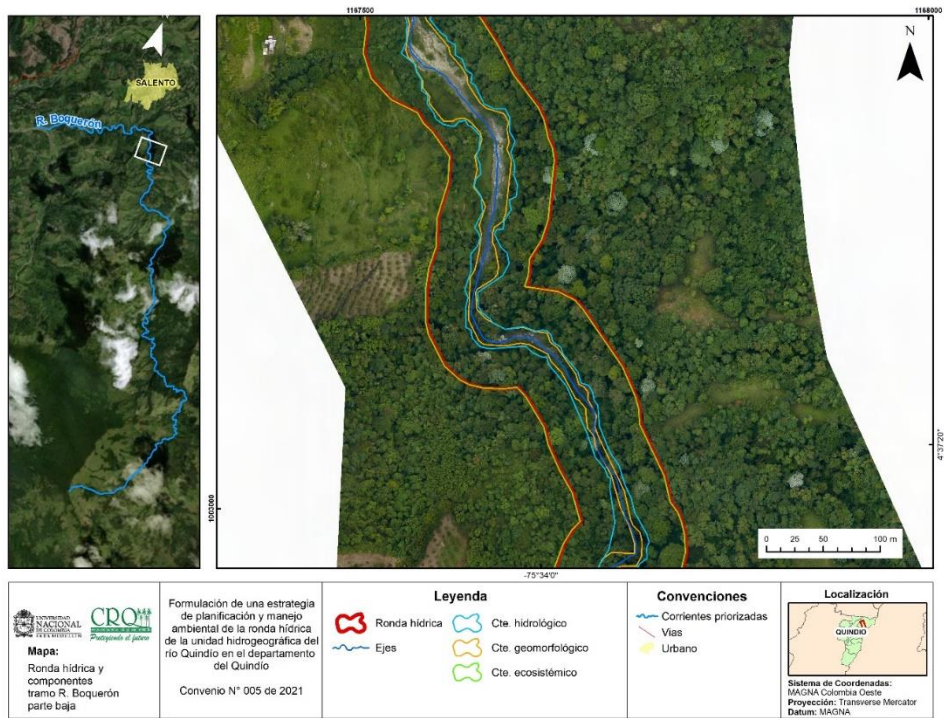 SALENTO
R. Boquerón
1167500
1168000
N
4°37'20"
1003000
0 25 50 100 m
-75°34'0"
UNIVERSIDAD
NACIONAL
DE COLOMBIA
CRQ
Protegiendo el futuro
Mapa:
Ronda hídrica y
componentes
tramo R. Boquerón
parte baja
Formulación de una estrategia
de planificación y manejo
ambiental de la ronda hídrica
de la unidad hidrogeográfica del
río Quindío en el departamento
del Quindío
Convenio N° 005 de 2021
Leyenda
Ronda hídrica
Ejes
Cte. hidrológico
Cte. geomorfológico
Cte. ecosistémico
Convenciones
Corrientes priorizadas
Vias
Urbano
Localización
QUINDIO
Sistema de Coordenadas:
MAGNA Colombia Oeste
Proyección: Transverse Mercator
Datum: MAGNA